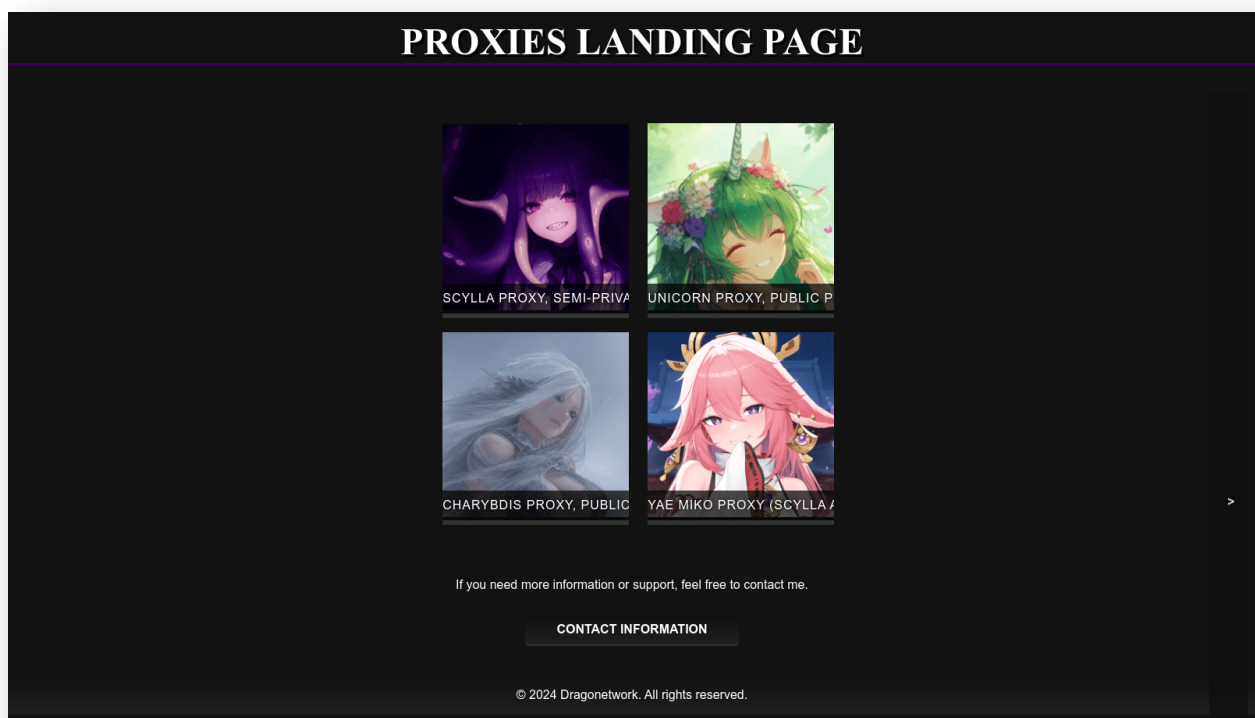 PROXIES LANDING PAGE
SCYLLA PROXY, SEMI-PRIVA
UNICORN PROXY, PUBLIC P
CHARYBDIS PROXY, PUBLIC
YAE MIKO PROXY (SCYLLA A
>
If you need more information or support, feel free to contact me.
CONTACT INFORMATION
© 2024 Dragonetwork. All rights reserved.